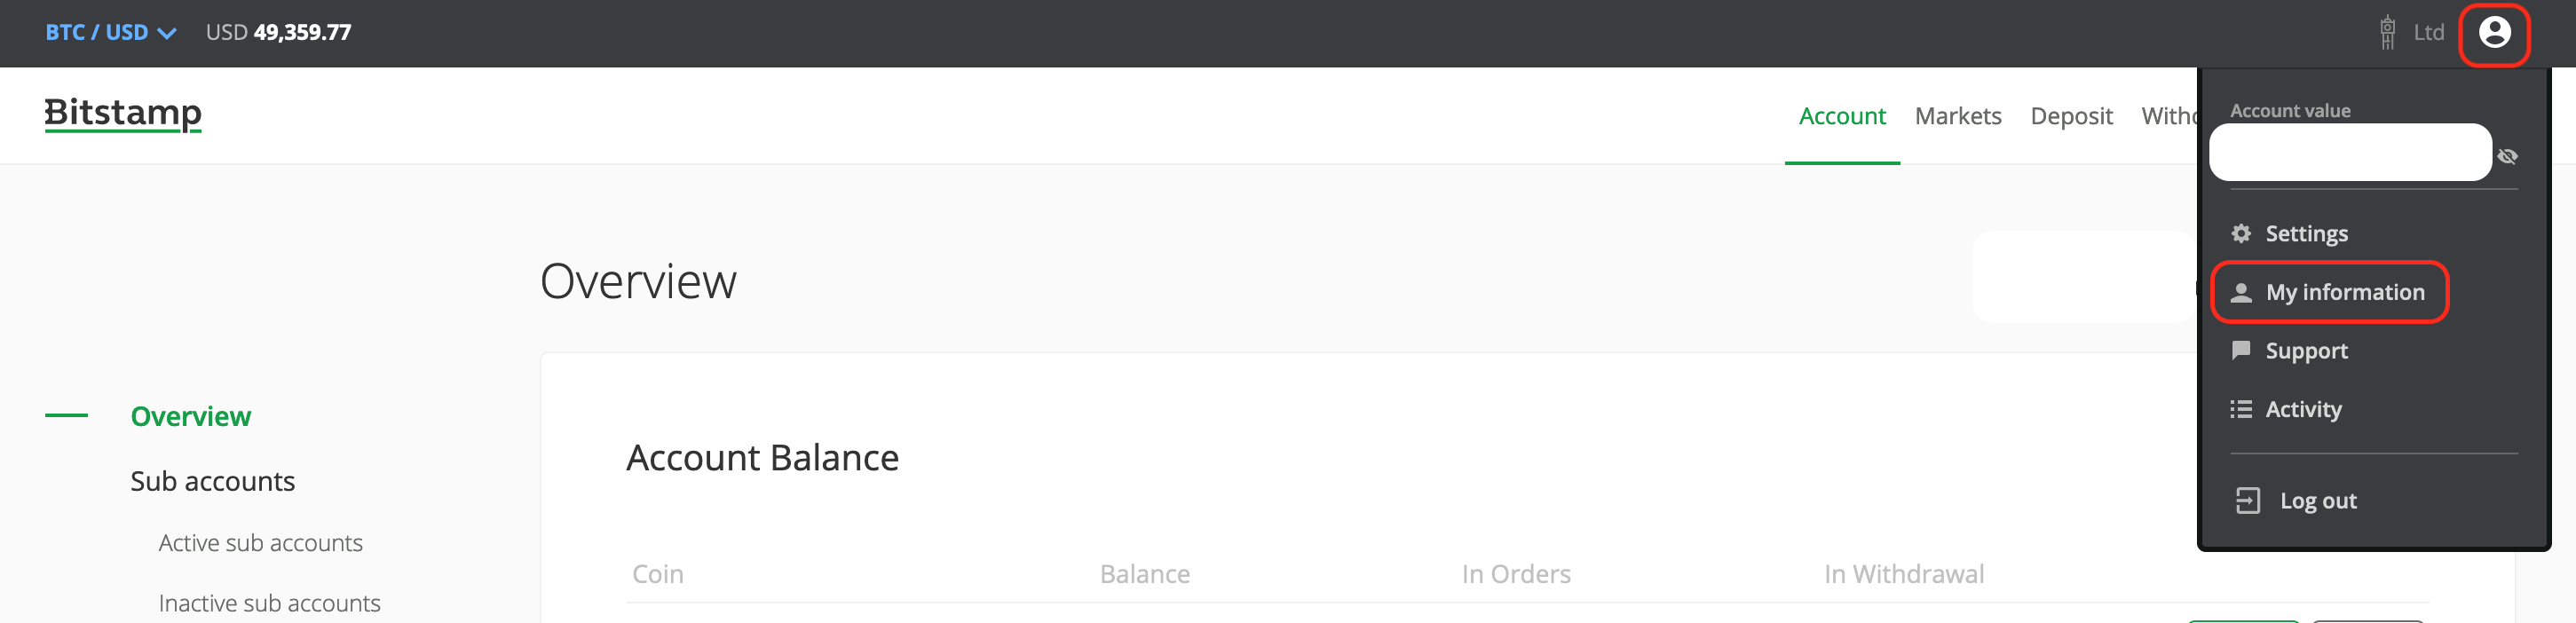 BTC / USD USD 49,359.77 Ltd
Bitstamp
Account Markets Deposit
Account value
Settings
My information
Support
Activity
Log out
Overview
Overview
Sub accounts
Active sub accounts
Inactive sub accounts
Account Balance
Coin Balance In Orders In Withdrawal